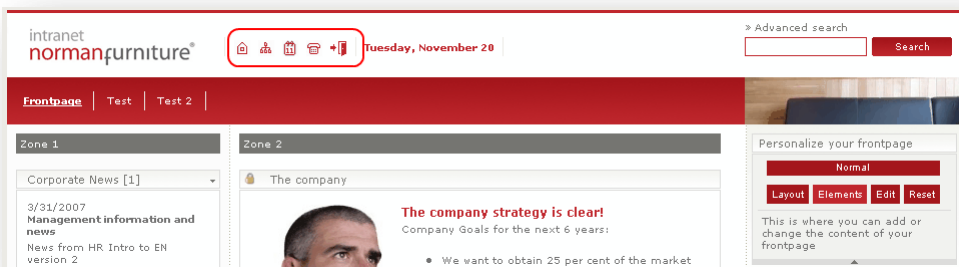 intranet
normanfurniture®
11
Tuesday, November 20
» Advanced search
Search
Frontpage
Test
Test 2
Zone 1
Corporate News [1]
3/31/2007
Management information and
news
News from HR Intro to EN
version 2
Zone 2
The company
The company strategy is clear!
Company Goals for the next 6 years:
• We want to obtain 25 per cent of the market
Personalize your frontpage
Normal
Layout Elements Edit Reset
This is where you can add or
change the content of your
frontpage